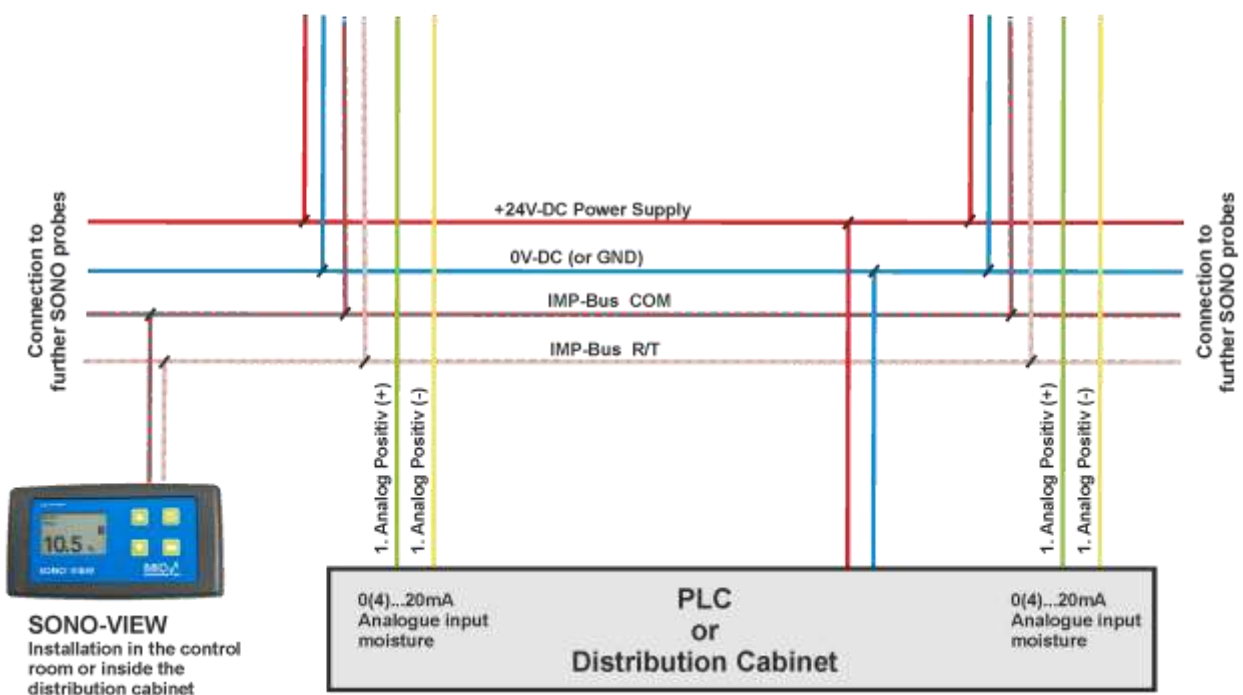 Connection to
further SONO probes
+24V-DC Power Supply
0V-DC (or GND)
IMP-Bus COM
IMP-Bus R/T
Connection to
further SONO probes
1. Analog Positiv (+)
1. Analog Positiv (-)
1. Analog Positiv (+)
1. Analog Positiv (-)
10.5
SONO-VIEW
SONO-VIEW
Installation in the control
room or inside the
distribution cabinet
0(4)...20mA
Analogue input
moisture
PLC
or
Distribution Cabinet
0(4)...20mA
Analogue input
moisture